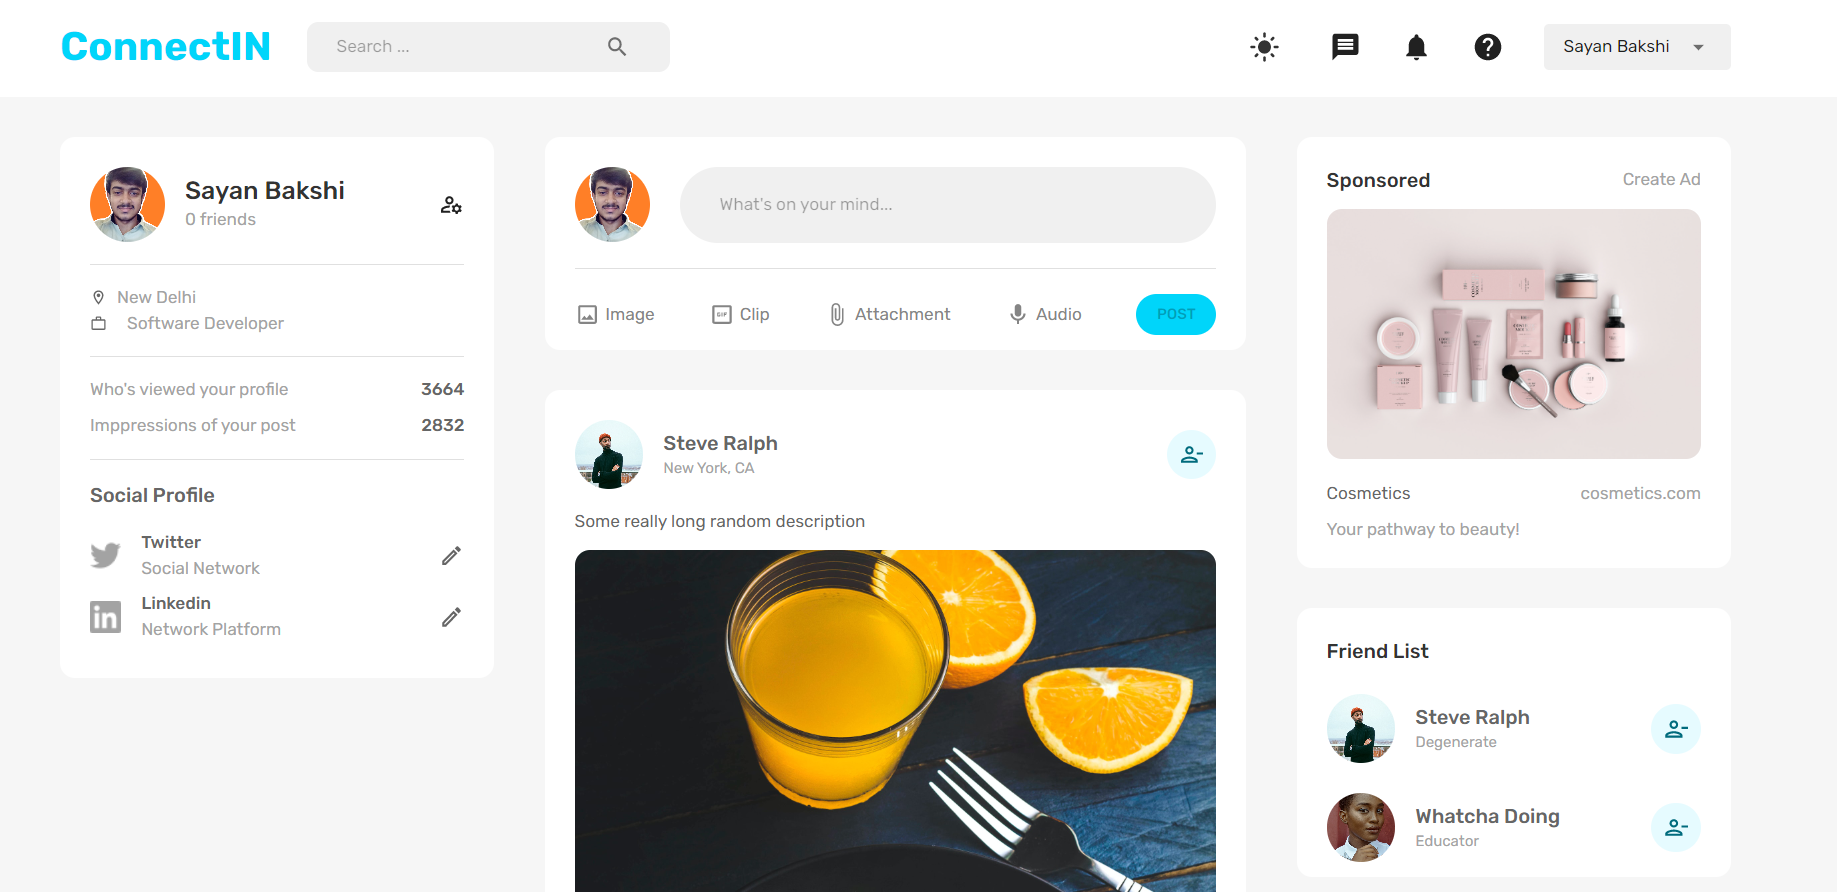 ConnectIN
Search ...
Sayan Bakshi
Sayan Bakshi
0 friends
New Delhi
Software Developer
Who's viewed your profile 3664
Imppressions of your post 2832
Social Profile
Twitter
Social Network
Linkedin
Network Platform
What's on your mind...
Image
GIF
Clip
Attachment
Audio
POST
Steve Ralph
New York, CA
Some really long random description
Sponsored
Create Ad
Cosmetics
cosmetics.com
Your pathway to beauty!
Friend List
Steve Ralph
Degenerate
Whatcha Doing
Educator